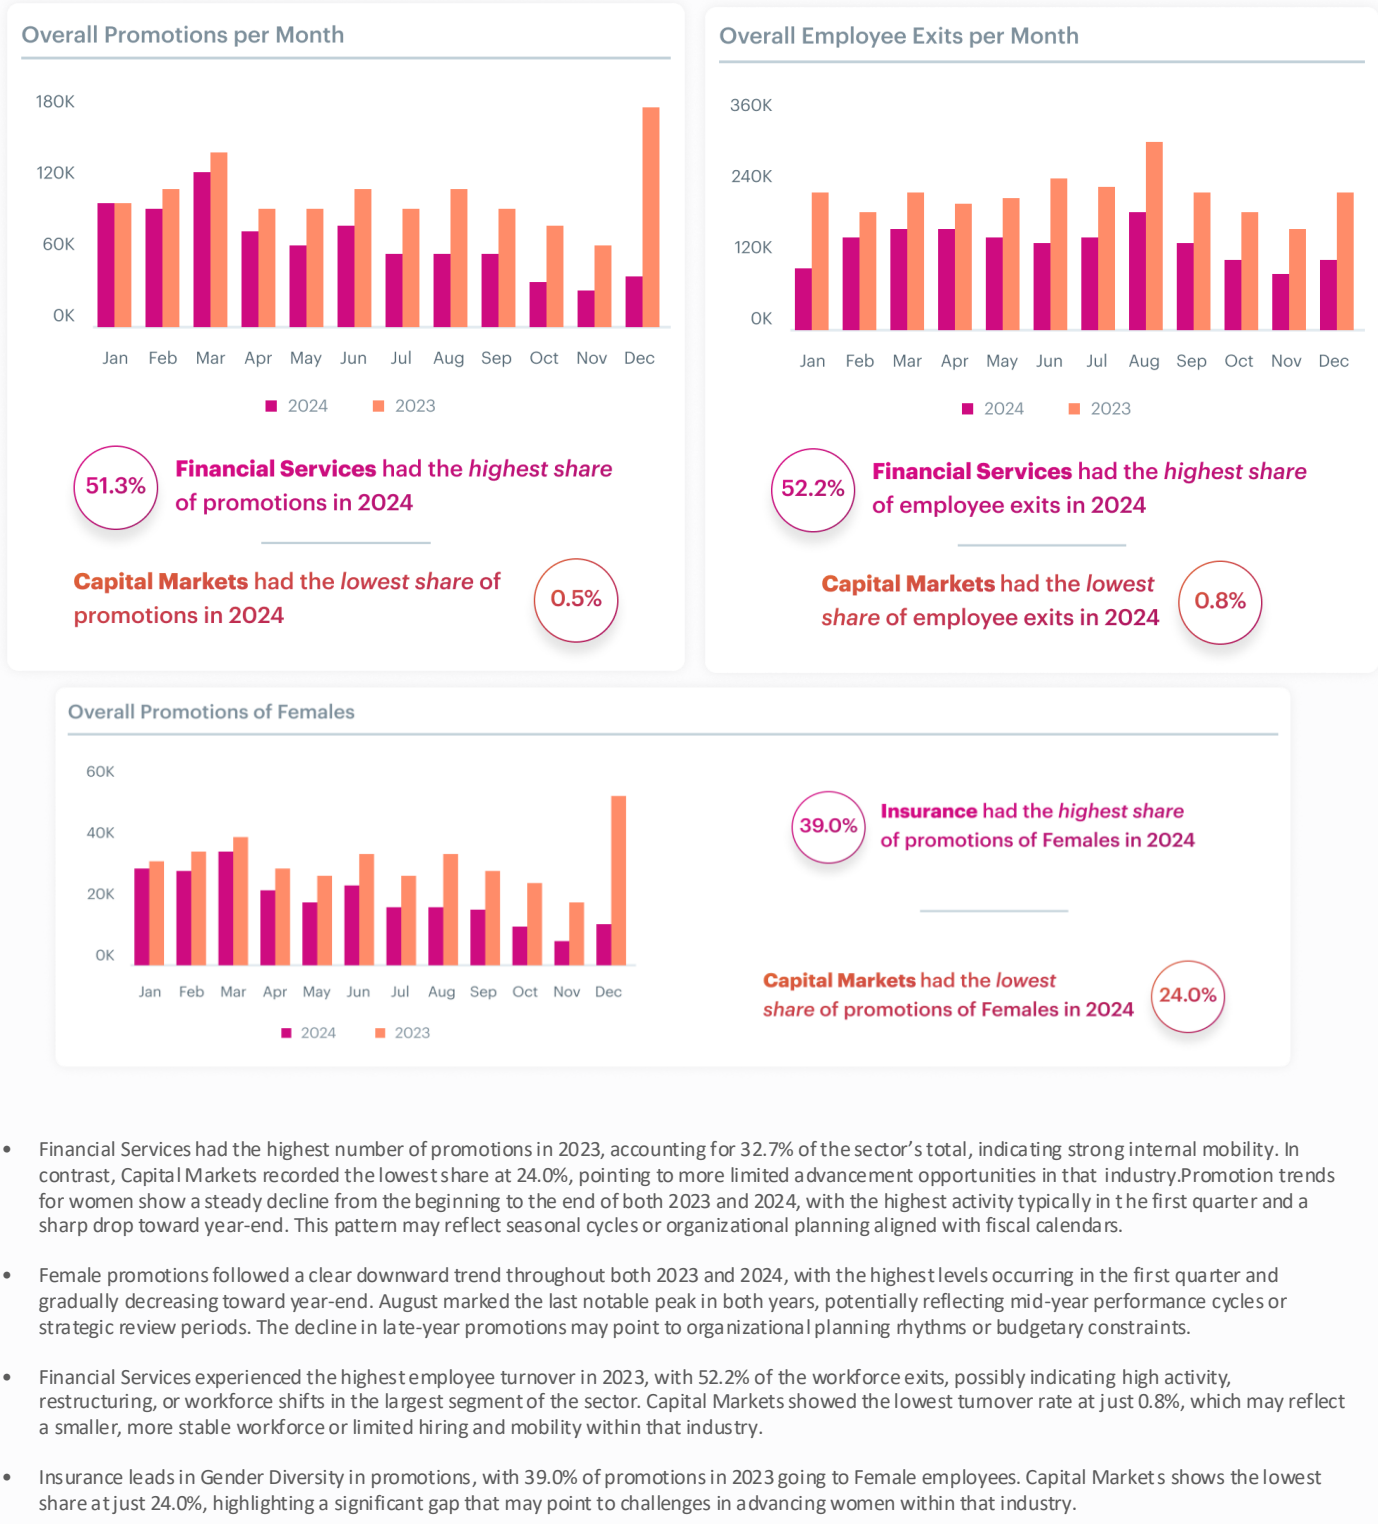 Overall Promotions per Month
180K
120K
60K
0K
Jan Feb Mar Apr May Jun Jul Aug Sep Oct Nov Dec
2024 2023
51.3%
Financial Services had the highest share
of promotions in 2024
Capital Markets had the lowest share of
promotions in 2024
0.5%
Overall Employee Exits per Month
360K
240K
120K
0K
Jan Feb Mar Apr May Jun Jul Aug Sep Oct Nov Dec
2024 2023
52.2%
Financial Services had the highest share
of employee exits in 2024
Capital Markets had the lowest
share of employee exits in 2024
0.8%
Overall Promotions of Females
60K
40K
20K
0K
Jan Feb Mar Apr May Jun Jul Aug Sep Oct Nov Dec
2024 2023
39.0%
Insurance had the highest share
of promotions of Females in 2024
Capital Markets had the lowest
share of promotions of Females in 2024
24.0%
• Financial Services had the highest number of promotions in 2023, accounting for 32.7% of the sector's total, indicating strong internal mobility. In
contrast, Capital Markets recorded the lowest share at 24.0%, pointing to more limited advancement opportunities in that industry.Promotion trends
for women show a steady decline from the beginning to the end of both 2023 and 2024, with the highest activity typically in the first quarter and a
sharp drop toward year-end. This pattern may reflect seasonal cycles or organizational planning aligned with fiscal calendars.
• Female promotions followed a clear downward trend throughout both 2023 and 2024, with the highest levels occurring in the first quarter and
gradually decreasing toward year-end. August marked the last notable peak in both years, potentially reflecting mid-year performance cycles or
strategic review periods. The decline in late-year promotions may point to organizational planning rhythms or budgetary constraints.
• Financial Services experienced the highest employee turnover in 2023, with 52.2% of the workforce exits, possibly indicating high activity,
restructuring, or workforce shifts in the largest segment of the sector. Capital Markets showed the lowest turnover rate at just 0.8%, which may reflect
a smaller, more stable workforce or limited hiring and mobility within that industry.
• Insurance leads in Gender Diversity in promotions, with 39.0% of promotions in 2023 going to Female employees. Capital Markets shows the lowest
share at just 24.0%, highlighting a significant gap that may point to challenges in advancing women within that industry.